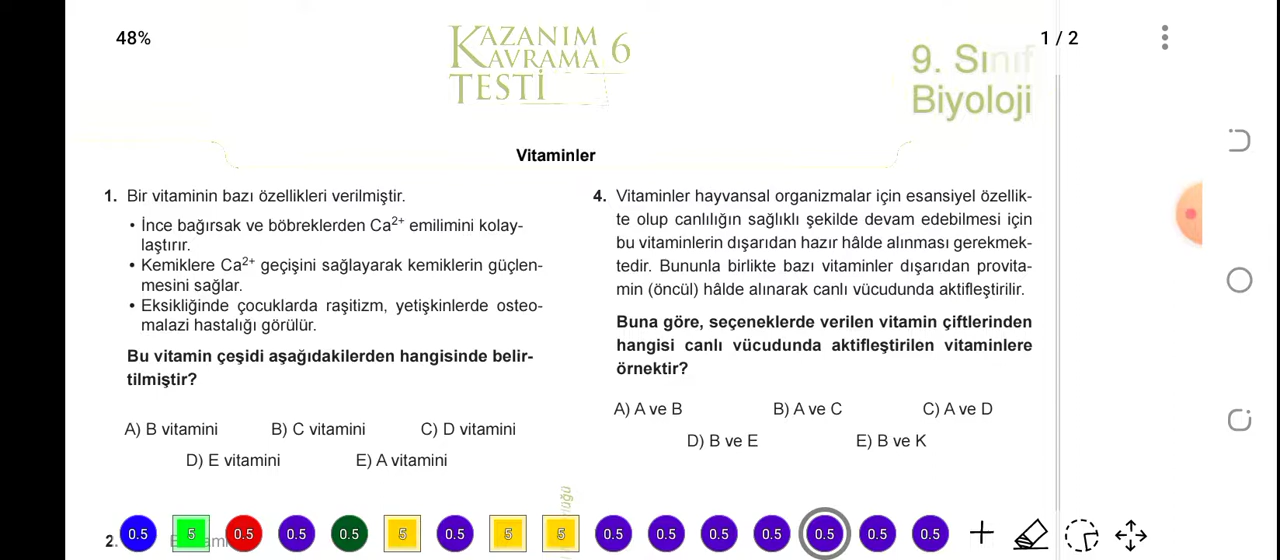 48%
KAZANIM
KAVRAMA 6
TESTİ
1 / 2
9. Sınıf
Biyoloji
Vitaminler
1. Bir vitaminin bazı özellikleri verilmiştir.
• İnce bağırsak ve böbreklerden Ca²⁺ emilimini kolay-
laştırır.
• Kemiklere Ca²⁺ geçişini sağlayarak kemiklerin güçlen-
mesini sağlar.
• Eksikliğinde çocuklarda raşitizm, yetişkinlerde osteo-
malazi hastalığı görülür.
Bu vitamin çeşidi aşağıdakilerden hangisinde belir-
tilmiştir?
A) B vitamini B) C vitamini C) D vitamini
D) E vitamini E) A vitamini
4. Vitaminler hayvansal organizmalar için esansiyel özellik-
te olup canlılığın sağlıklı şekilde devam edebilmesi için
bu vitaminlerin dışarıdan hazır hâlde alınması gerekmek-
tedir. Bununla birlikte bazı vitaminler dışarıdan provita-
min (öncül) hâlde alınarak canlı vücudunda aktifleştirilir.
Buna göre, seçeneklerde verilen vitamin çiftlerinden
hangisi canlı vücudunda aktifleştirilen vitaminlere
örnektir?
A) A ve B B) A ve C C) A ve D
D) B ve E E) B ve K
2.
0.5 5 0.5 0.5 0.5 5 0.5 5 5 0.5 0.5 0.5 0.5 0.5 0.5 0.5